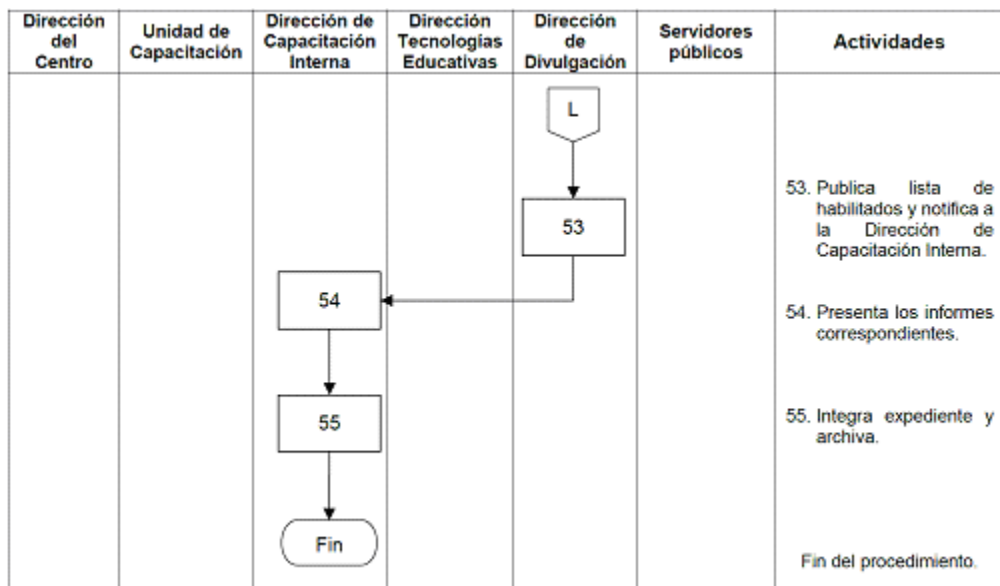 Dirección
del
Centro
Unidad de
Capacitación
Dirección de
Capacitación
Interna
Dirección
Tecnologías
Educativas
Dirección
de
Divulgación
Servidores
públicos
Actividades
L
53
53. Publica lista de
habilitados y notifica a
la Dirección de
Capacitación Interna.
54
54. Presenta los informes
correspondientes.
55
55. Integra expediente y
archiva.
Fin
Fin del procedimiento.